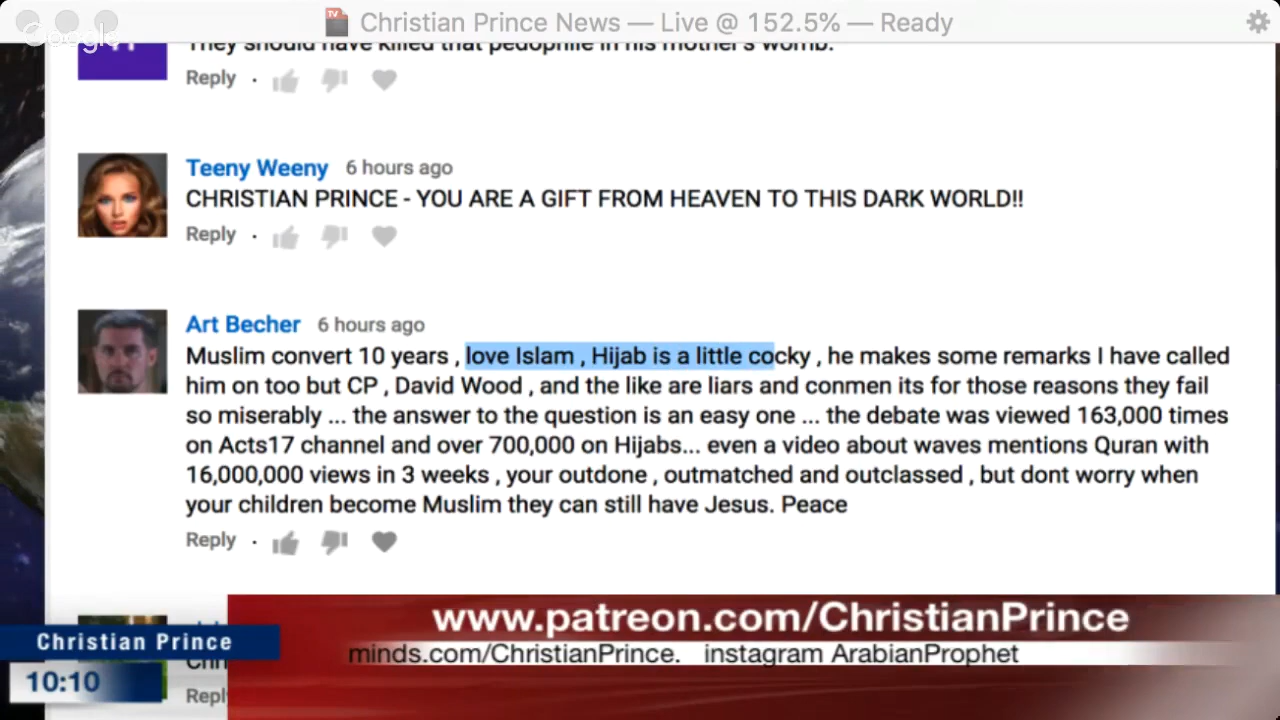 Christian Prince News — Live @ 152.5% — Ready
Google
They should have killed that pedophile in his mother's womb.
Reply .
Teeny Weeny 6 hours ago
CHRISTIAN PRINCE - YOU ARE A GIFT FROM HEAVEN TO THIS DARK WORLD!!
Reply .
Art Becher 6 hours ago
Muslim convert 10 years , love Islam , Hijab is a little cocky , he makes some remarks I have called
him on too but CP , David Wood , and the like are liars and conmen its for those reasons they fail
so miserably ... the answer to the question is an easy one ... the debate was viewed 163,000 times
on Acts17 channel and over 700,000 on Hijabs... even a video about waves mentions Quran with
16,000,000 views in 3 weeks , your outdone , outmatched and outclassed , but dont worry when
your children become Muslim they can still have Jesus. Peace
Reply .
www.patreon.com/ChristianPrince
Christian Prince
minds.com/ChristianPrince. instagram ArabianProphet
10:10
Repl